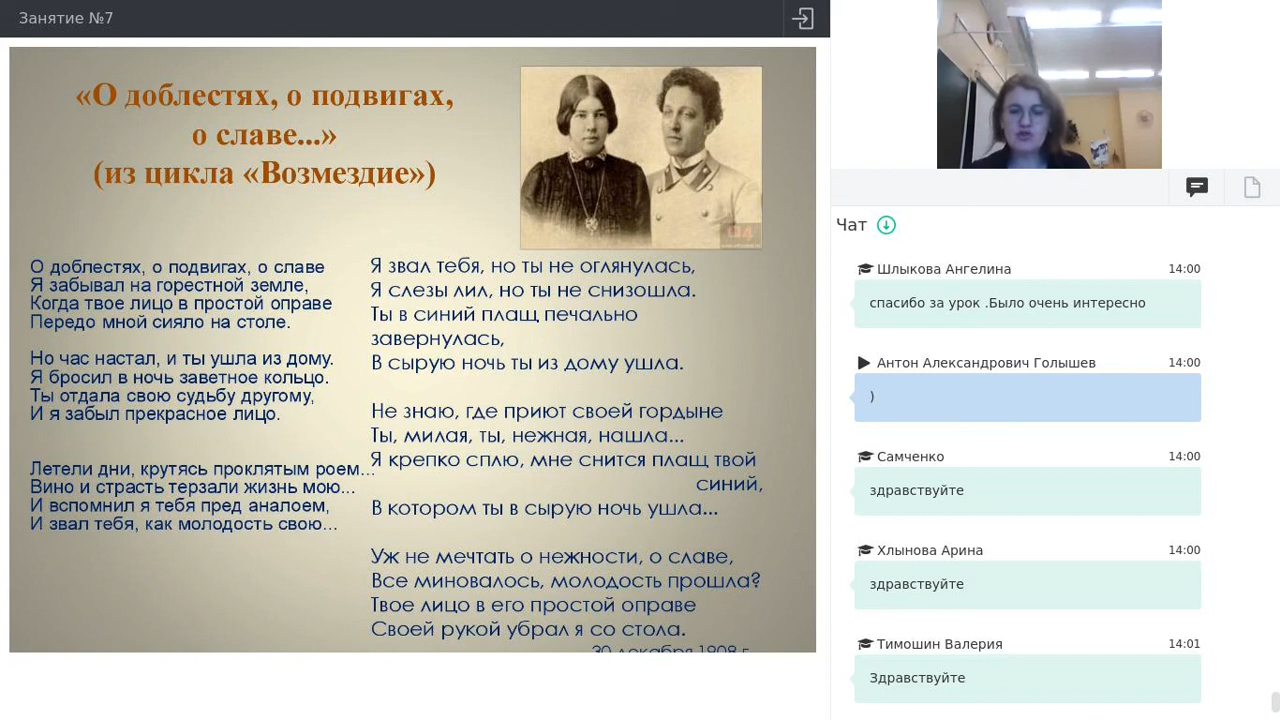 Занятие №7
«О доблестях, о подвигах,
о славе...»
(из цикла «Возмездие»)
О доблестях, о подвигах, о славе
Я забывал на горестной земле,
Когда твое лицо в простой оправе
Передо мной сияло на столе.
Но час настал, и ты ушла из дому.
Я бросил в ночь заветное кольцо.
Ты отдала свою судьбу другому,
И я забыл прекрасное лицо.
Летели дни, крутясь проклятым роем...
Вино и страсть терзали жизнь мою...
И вспомнил я тебя пред аналоем,
И звал тебя, как молодость свою...
Я звал тебя, но ты не оглянулась,
Я слезы лил, но ты не снизошла.
Ты в синий плащ печально
завернулась,
В сырую ночь ты из дому ушла.
Не знаю, где приют своей гордыне
Ты, милая, ты, нежная, нашла...
Я крепко сплю, мне снится плащ твой
синий,
В котором ты в сырую ночь ушла...
Уж не мечтать о нежности, о славе,
Все миновалось, молодость прошла?
Твое лицо в его простой оправе
Своей рукой убрал я со стола.
30 декабря 1908 г.
Чат
Шлыкова Ангелина 14:00
спасибо за урок .Было очень интересно
Антон Александрович Голышев 14:00
)
Самченко 14:00
здравствуйте
Хлынова Арина 14:00
здравствуйте
Тимошин Валерия 14:01
Здравствуйте